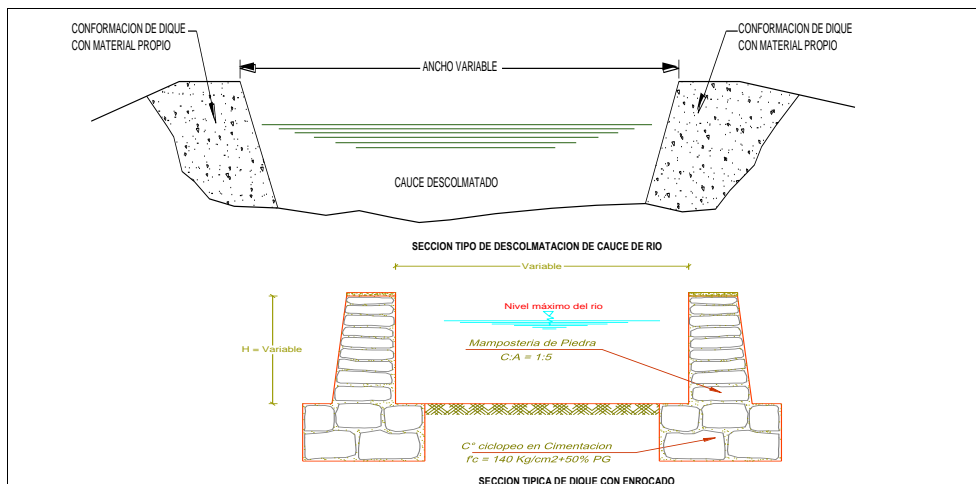 CONFORMACION DE DIQUE
CON MATERIAL PROPIO
CONFORMACION DE DIQUE
CON MATERIAL PROPIO
ANCHO VARIABLE
CAUCE DESCOLMATADO
SECCION TIPO DE DESCOLMATACION DE CAUCE DE RIO
Variable
Nivel máximo del rio
H = Variable
Mamposteria de Piedra
C:A = 1:5
C° ciclopeo en Cimentacion
f'c = 140 Kg/cm2+50% PG
SECCION TIPICA DE DIQUE CON ENROCADO